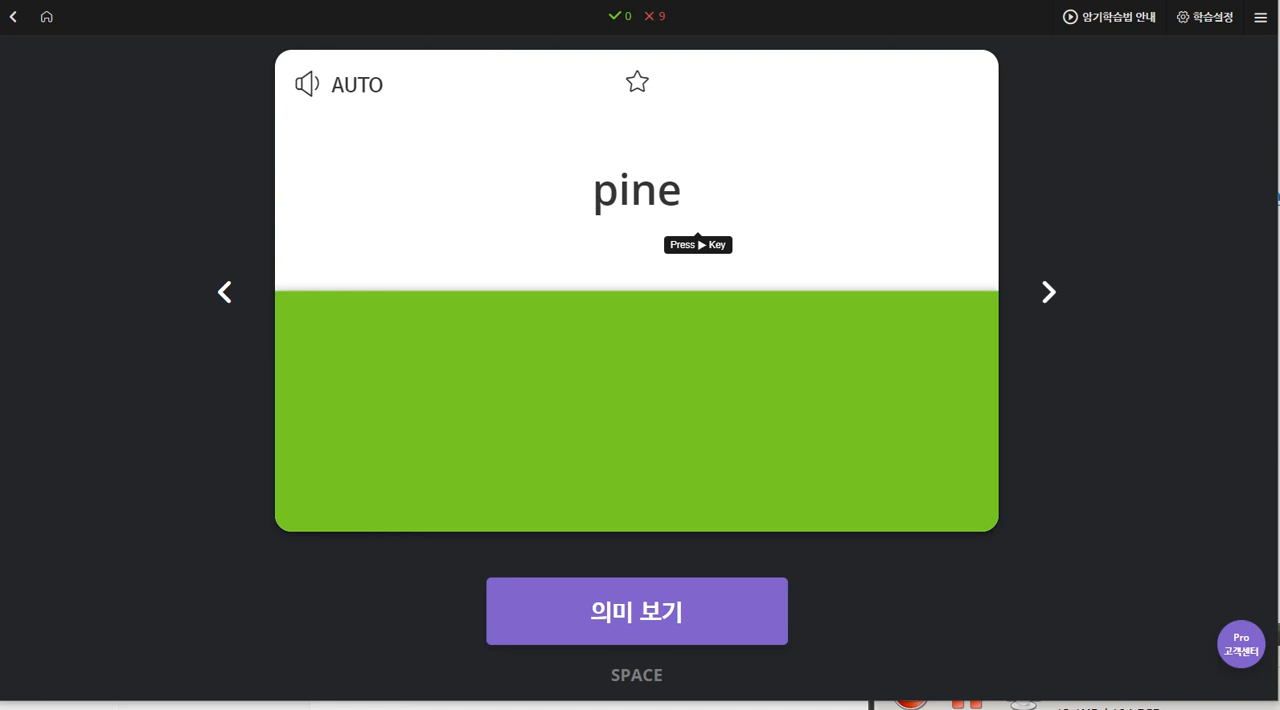 0 9 암기학습법 안내 학습설정
AUTO
pine
Press ▶ Key
의미 보기
SPACE
Pro
고객센터